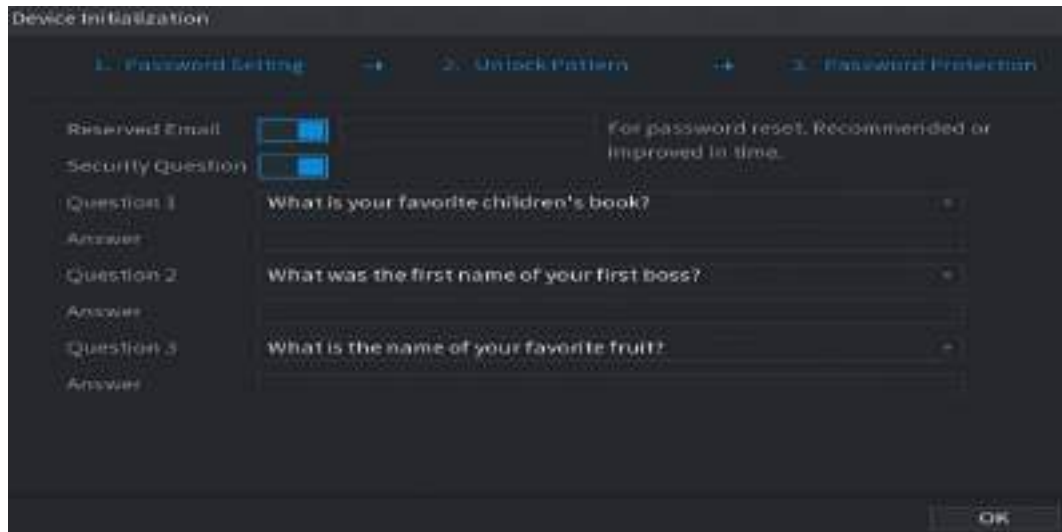 Device Initialization
1. Password Setting → 2. Unlock Pattern → 3. Password Protection
Reserved Email
For password reset. Recommended or
improved in time.
Security Question
Question 1 What is your favorite children's book?
Answer
Question 2 What was the first name of your first boss?
Answer
Question 3 What is the name of your favorite fruit?
Answer
OK